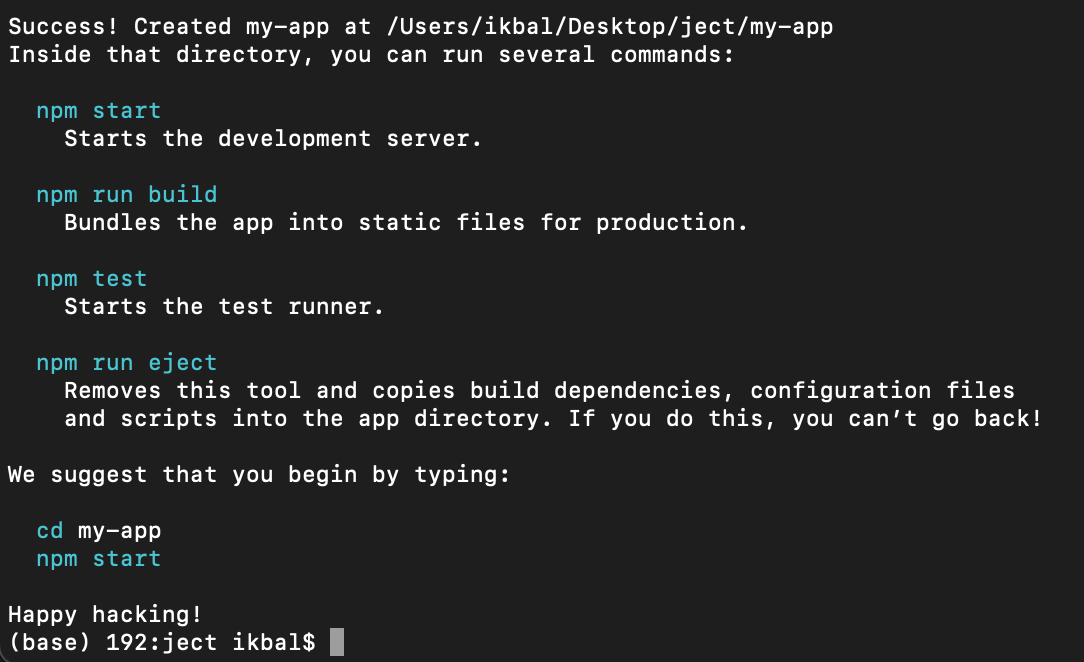 Success! Created my-app at /Users/ikbal/Desktop/ject/my-app
Inside that directory, you can run several commands:
npm start
Starts the development server.
npm run build
Bundles the app into static files for production.
npm test
Starts the test runner.
npm run eject
Removes this tool and copies build dependencies, configuration files
and scripts into the app directory. If you do this, you can’t go back!
We suggest that you begin by typing:
cd my-app
npm start
Happy hacking!
(base) 192:ject ikbal$